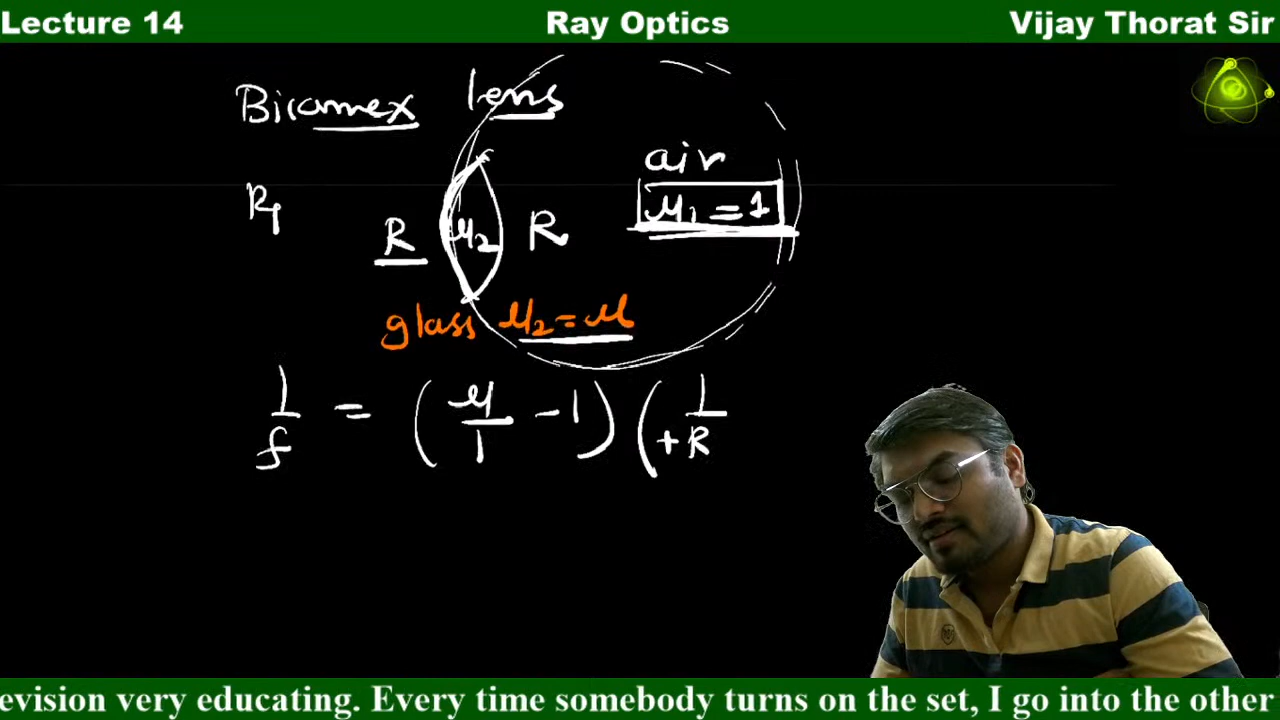 Lecture 14 Ray Optics Vijay Thorat Sir
Biconvex lens
air
μ₁ = 1
R₁
R μ₂ R
glass μ₂ = μ
1/f = (μ/1 - 1) (1/+R
evision very educating. Every time somebody turns on the set, I go into the other